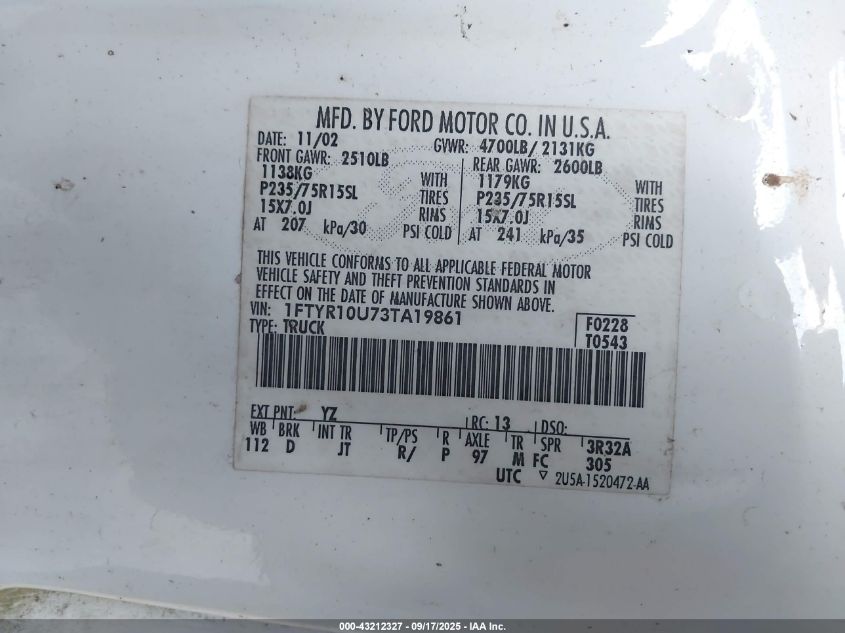 MFD. BY FORD MOTOR CO. IN U.S.A.
DATE: 11/02 GVWR: 4700LB/ 2131KG
FRONT GAWR: 2510LB REAR GAWR: 2600LB
1138KG WITH 1179KG WITH
P235/75R15SL TIRES P235/75R15SL TIRES
15X7.0J RIMS 15X7.0J RIMS
AT 207 kPa/30 PSI COLD AT 241 kPa/35 PSI COLD
THIS VEHICLE CONFORMS TO ALL APPLICABLE FEDERAL MOTOR
VEHICLE SAFETY AND THEFT PREVENTION STANDARDS IN
EFFECT ON THE DATE OF MANUFACTURE SHOWN ABOVE.
VIN: 1FTYR10U73TA19861 F0228
TYPE: TRUCK T0543
EXT PNT: YZ RC: 13 DSO:
WB BRK INT TR TP/PS R AXLE TR SPR 3R32A
112 D JT R/ P 97 M FC 305
UTC ▽ 2U5A-1520472-AA
000-43212327 - 09/17/2025 - IAA Inc.